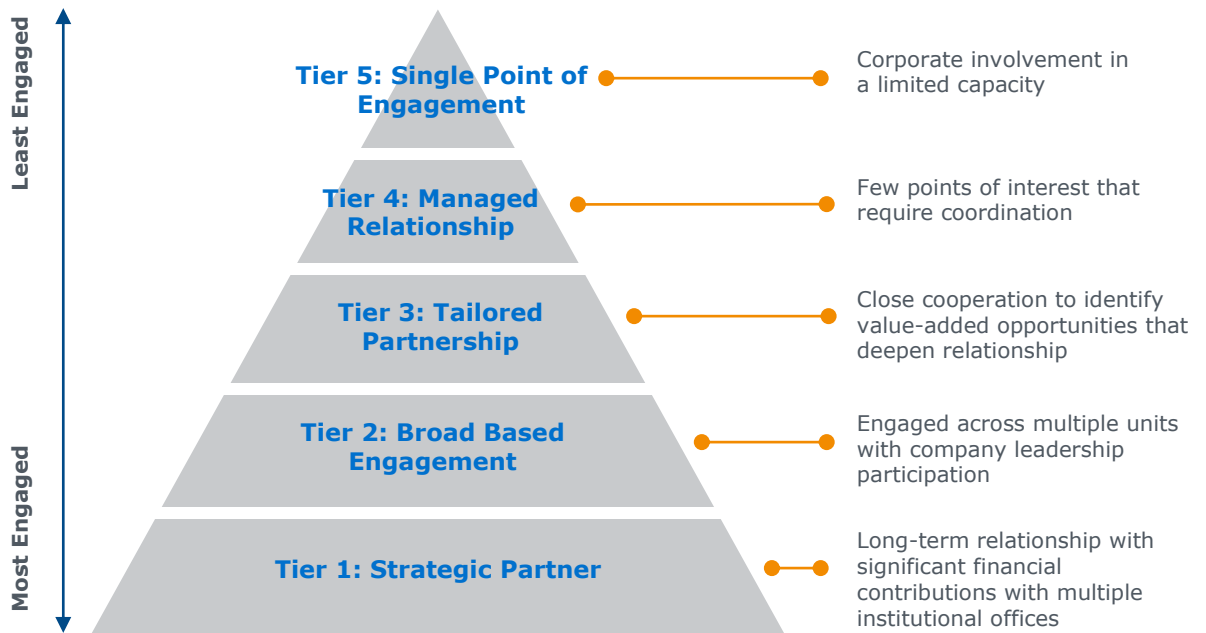 Least Engaged
Most Engaged
Tier 5: Single Point of
Engagement
Corporate involvement in
a limited capacity
Tier 4: Managed
Relationship
Few points of interest that
require coordination
Tier 3: Tailored
Partnership
Close cooperation to identify
value-added opportunities that
deepen relationship
Tier 2: Broad Based
Engagement
Engaged across multiple units
with company leadership
participation
Tier 1: Strategic Partner
Long-term relationship with
significant financial
contributions with multiple
institutional offices